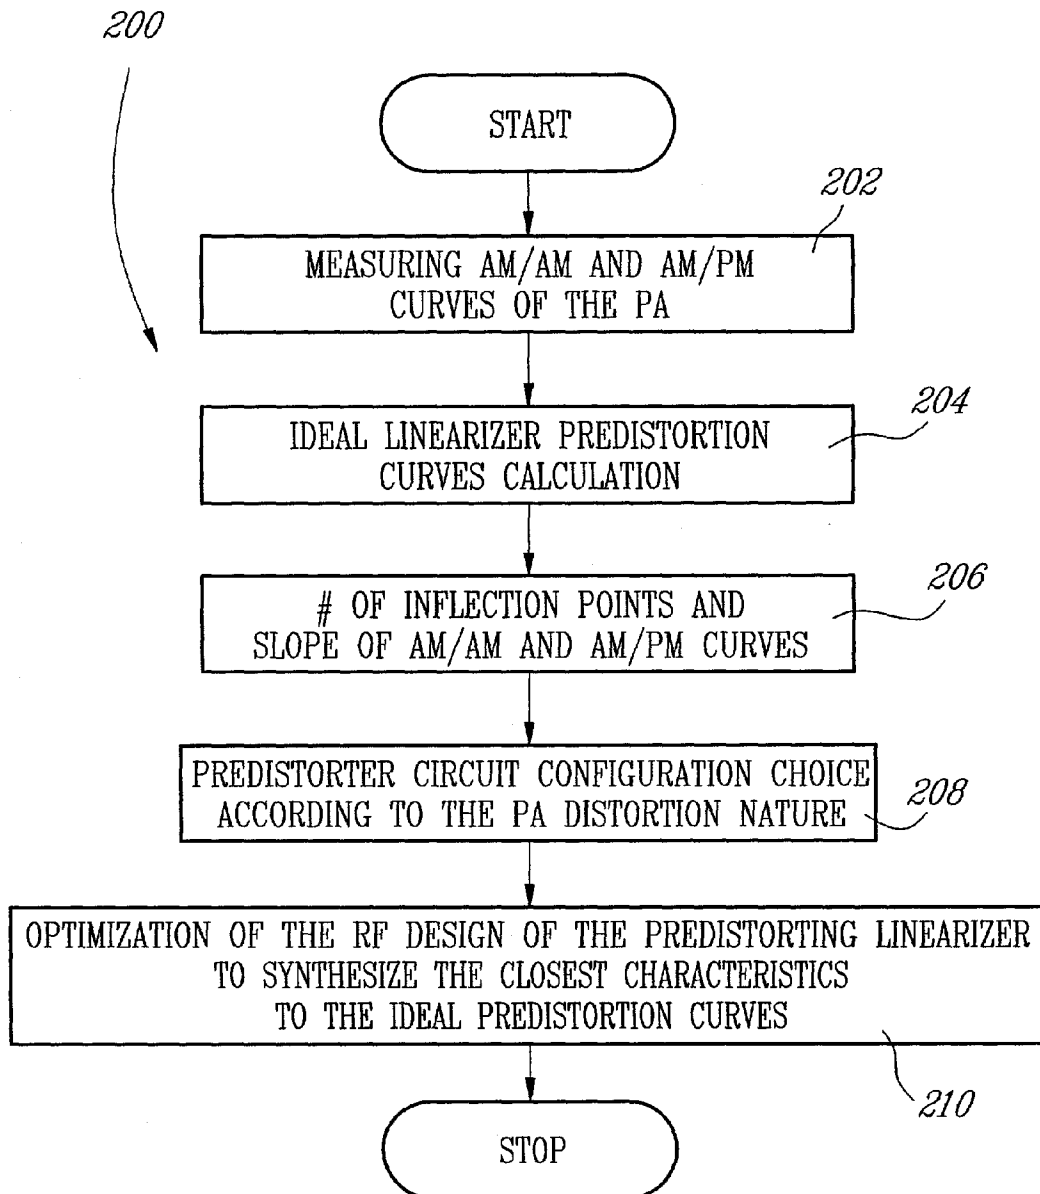 200
START
202
MEASURING AM/AM AND AM/PM
CURVES OF THE PA
204
IDEAL LINEARIZER PREDISTORTION
CURVES CALCULATION
206
# OF INFLECTION POINTS AND
SLOPE OF AM/AM AND AM/PM CURVES
PREDISTORTER CIRCUIT CONFIGURATION CHOICE
ACCORDING TO THE PA DISTORTION NATURE
208
OPTIMIZATION OF THE RF DESIGN OF THE PREDISTORTING LINEARIZER
TO SYNTHESIZE THE CLOSEST CHARACTERISTICS
TO THE IDEAL PREDISTORTION CURVES
210
STOP